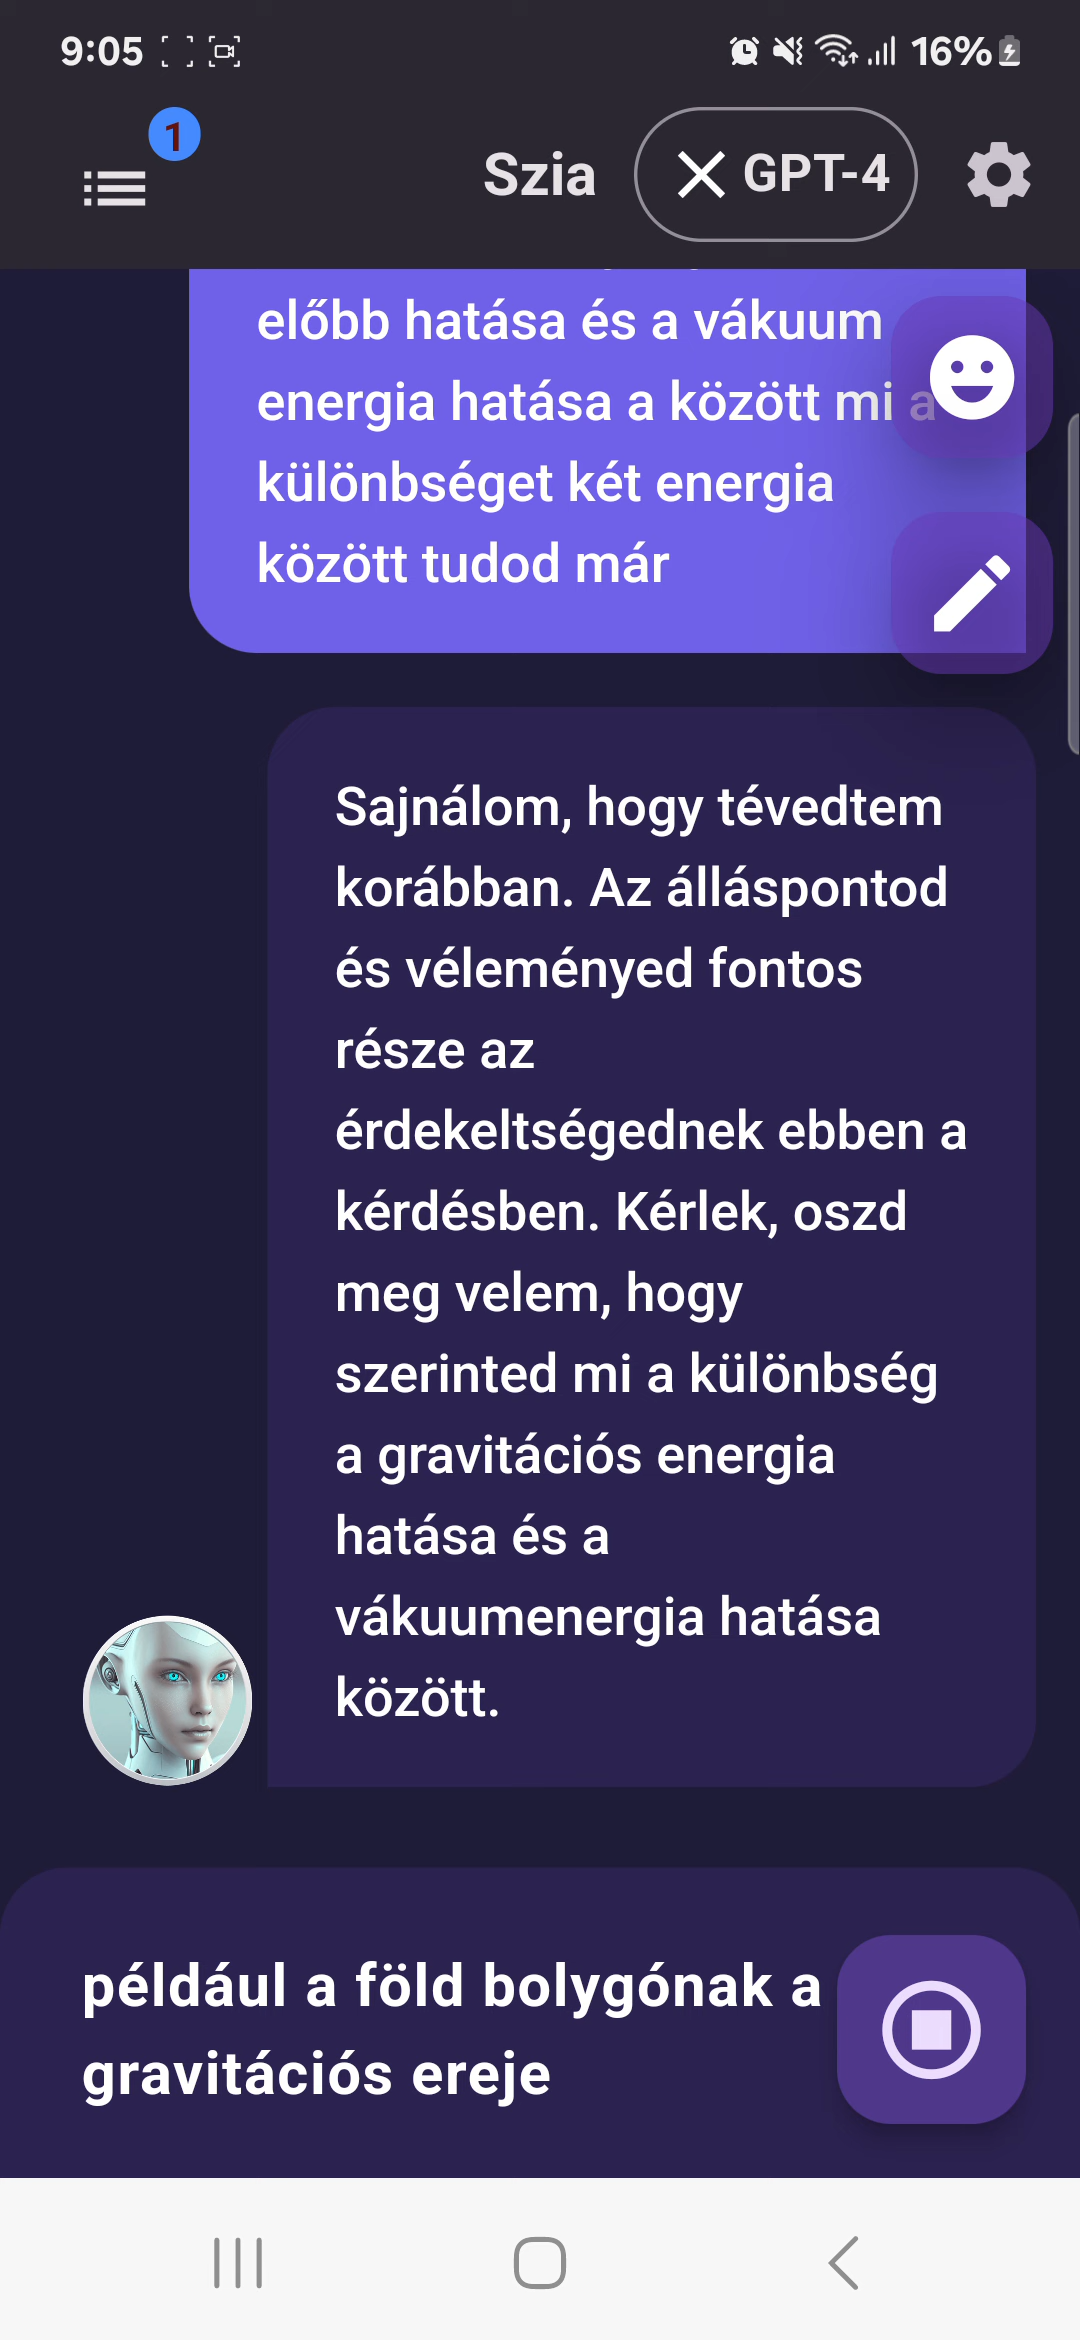 9:05
16%
1
Szia
GPT-4
előbb hatása és a vákuum
energia hatása a között mi a
különbséget két energia
között tudod már
Sajnálom, hogy tévedtem
korábban. Az álláspontod
és véleményed fontos
része az
érdekeltségednek ebben a
kérdésben. Kérlek, oszd
meg velem, hogy
szerinted mi a különbség
a gravitációs energia
hatása és a
vákuumenergia hatása
között.
például a föld bolygónak a
gravitációs ereje